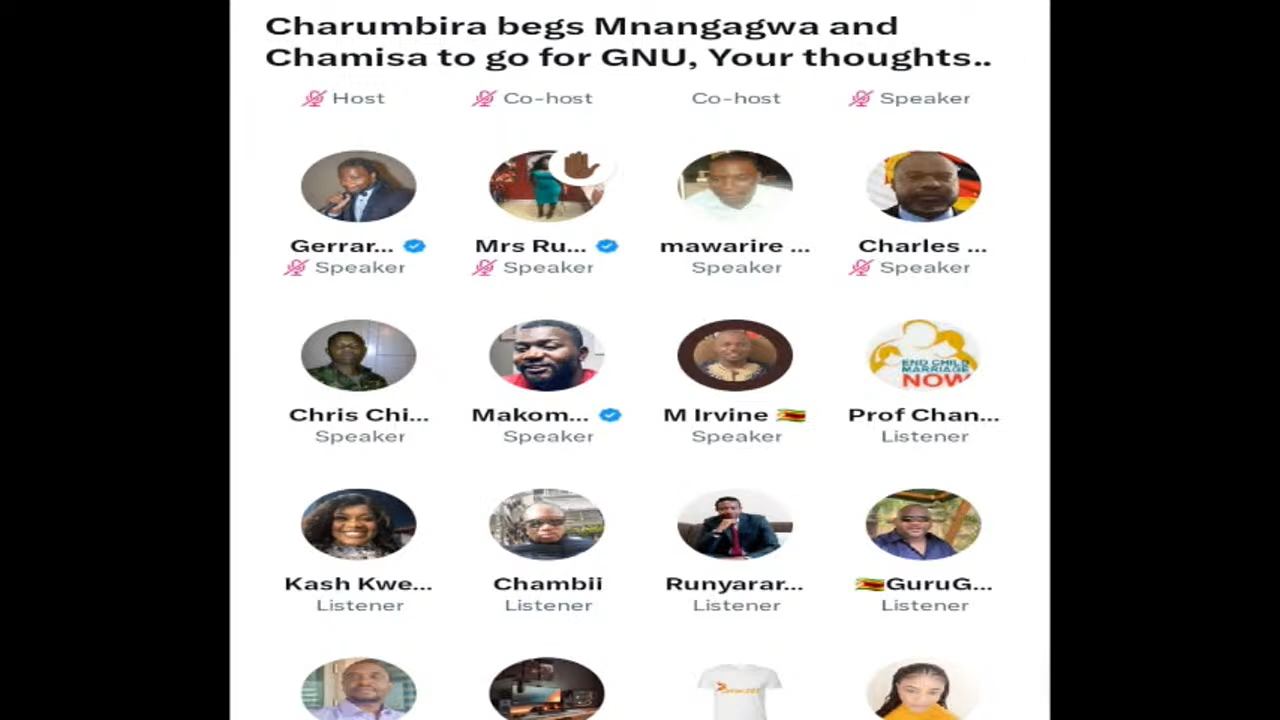 Charumbira begs Mnangagwa and
Chamisa to go for GNU, Your thoughts..
Host Co-host Co-host Speaker
Gerrar... Mrs Ru... mawarire ... Charles ...
Speaker Speaker Speaker Speaker
END CHILD
MARRIAGE
NOW
Chris Chi... Makom... M Irvine 🇿🇼 Prof Chan...
Speaker Speaker Speaker Listener
Kash Kwe... Chambii Runyarar... 🇿🇼GuruG...
Listener Listener Listener Listener